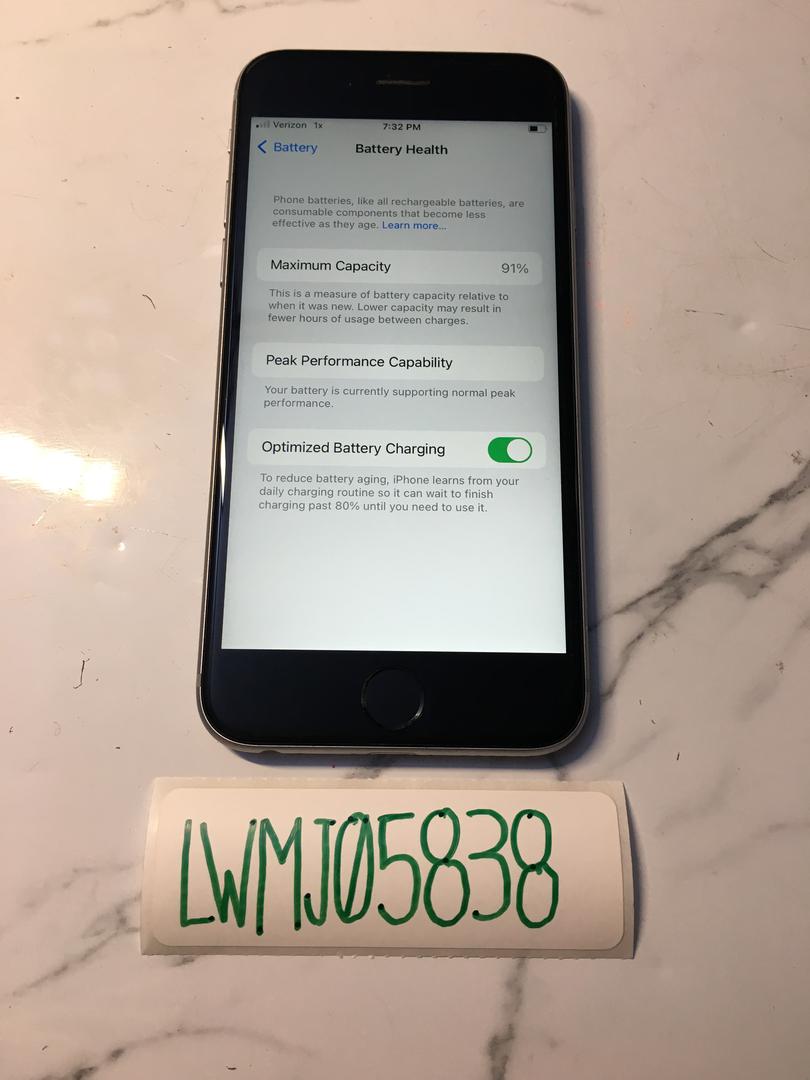 Verizon 1x 7:32 PM
Battery Battery Health
Phone batteries, like all rechargeable batteries, are
consumable components that become less
effective as they age. Learn more...
Maximum Capacity 91%
This is a measure of battery capacity relative to
when it was new. Lower capacity may result in
fewer hours of usage between charges.
Peak Performance Capability
Your battery is currently supporting normal peak
performance.
Optimized Battery Charging
To reduce battery aging, iPhone learns from your
daily charging routine so it can wait to finish
charging past 80% until you need to use it.
LWMJ05838